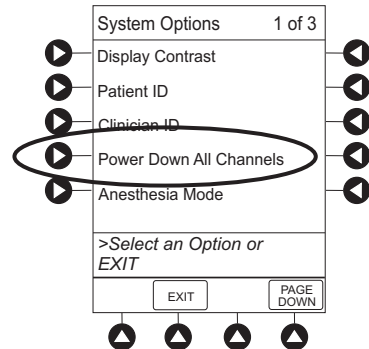 System Options 1 of 3
Display Contrast
Patient ID
Clinician ID
Power Down All Channels
Anesthesia Mode
>Select an Option or
EXIT
EXIT
PAGE
DOWN